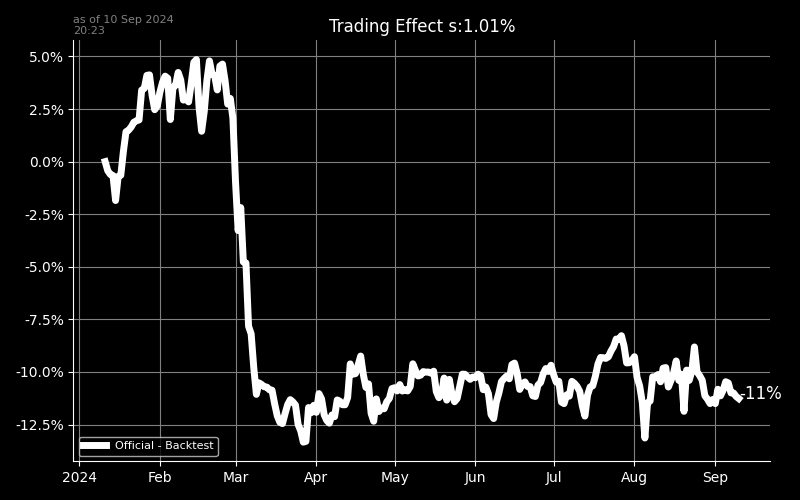 as of 10 Sep 2024
20:23
Trading Effect s:1.01%
5.0%
2.5%
0.0%
-2.5%
-5.0%
-7.5%
-10.0%
-12.5%
-11%
Official - Backtest
2024 Feb Mar Apr May Jun Jul Aug Sep